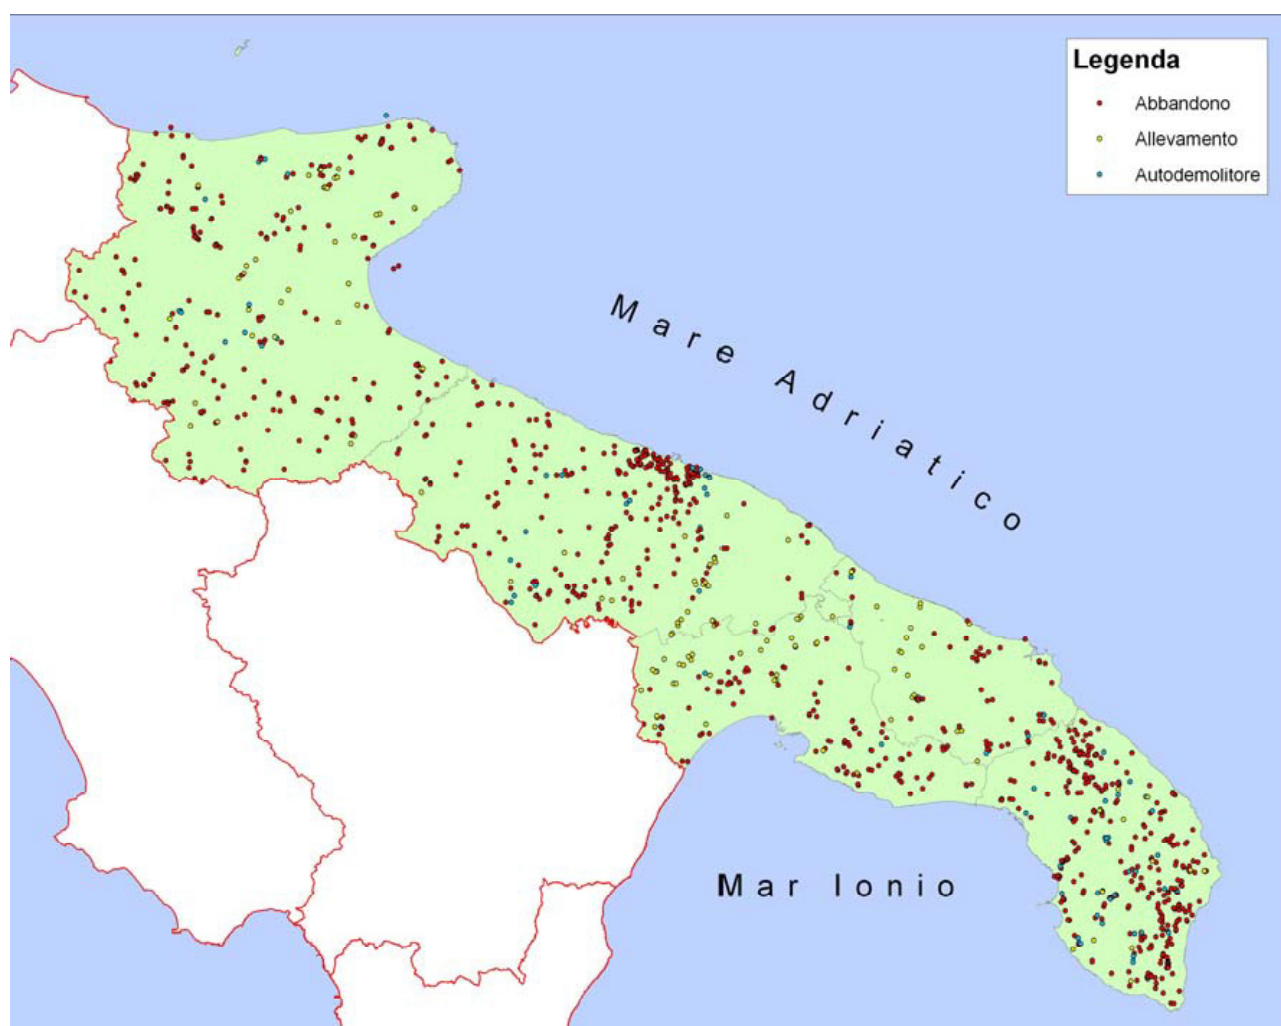 Legenda
Abbandono
Allevamento
Autodemolitore
Mare Adriatico
Mar Ionio